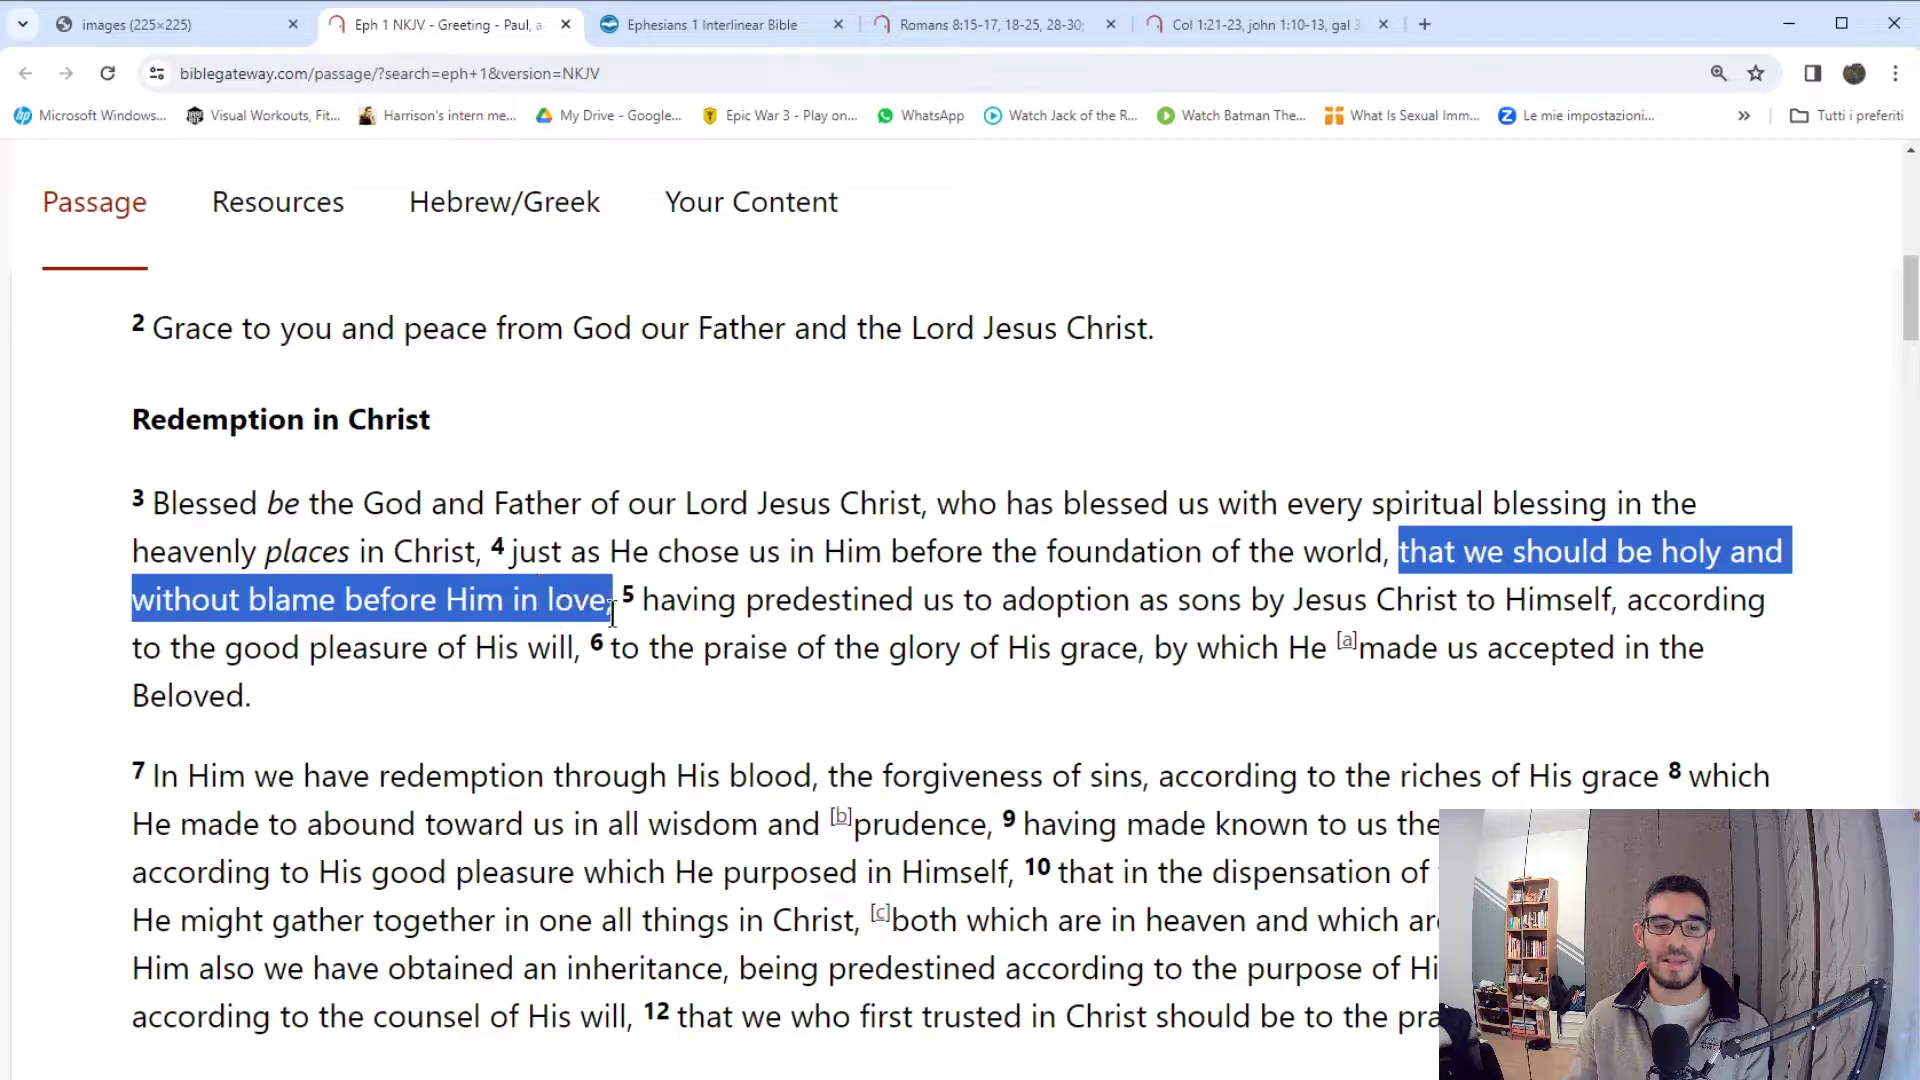 images (225×225)
Eph 1 NKJV - Greeting - Paul, a
Ephesians 1 Interlinear Bible
Romans 8:15-17, 18-25, 28-30;
Col 1:21-23, john 1:10-13, gal 3
biblegateway.com/passage/?search=eph+1&version=NKJV
Microsoft Windows...
Visual Workouts, Fit...
Harrison's intern me...
My Drive - Google...
Epic War 3 - Play on...
WhatsApp
Watch Jack of the R...
Watch Batman The...
What Is Sexual Imm...
Le mie impostazioni...
»
Tutti i preferiti
Passage
Resources
Hebrew/Greek
Your Content
2 Grace to you and peace from God our Father and the Lord Jesus Christ.
Redemption in Christ
3 Blessed be the God and Father of our Lord Jesus Christ, who has blessed us with every spiritual blessing in the
heavenly places in Christ, 4 just as He chose us in Him before the foundation of the world, that we should be holy and
without blame before Him in love, 5 having predestined us to adoption as sons by Jesus Christ to Himself, according
to the good pleasure of His will, 6 to the praise of the glory of His grace, by which He [a]made us accepted in the
Beloved.
7 In Him we have redemption through His blood, the forgiveness of sins, according to the riches of His grace 8 which
He made to abound toward us in all wisdom and [b]prudence, 9 having made known to us the
according to His good pleasure which He purposed in Himself, 10 that in the dispensation of
He might gather together in one all things in Christ, [c]both which are in heaven and which
Him also we have obtained an inheritance, being predestined according to the purpose of
according to the counsel of His will, 12 that we who first trusted in Christ should be to the